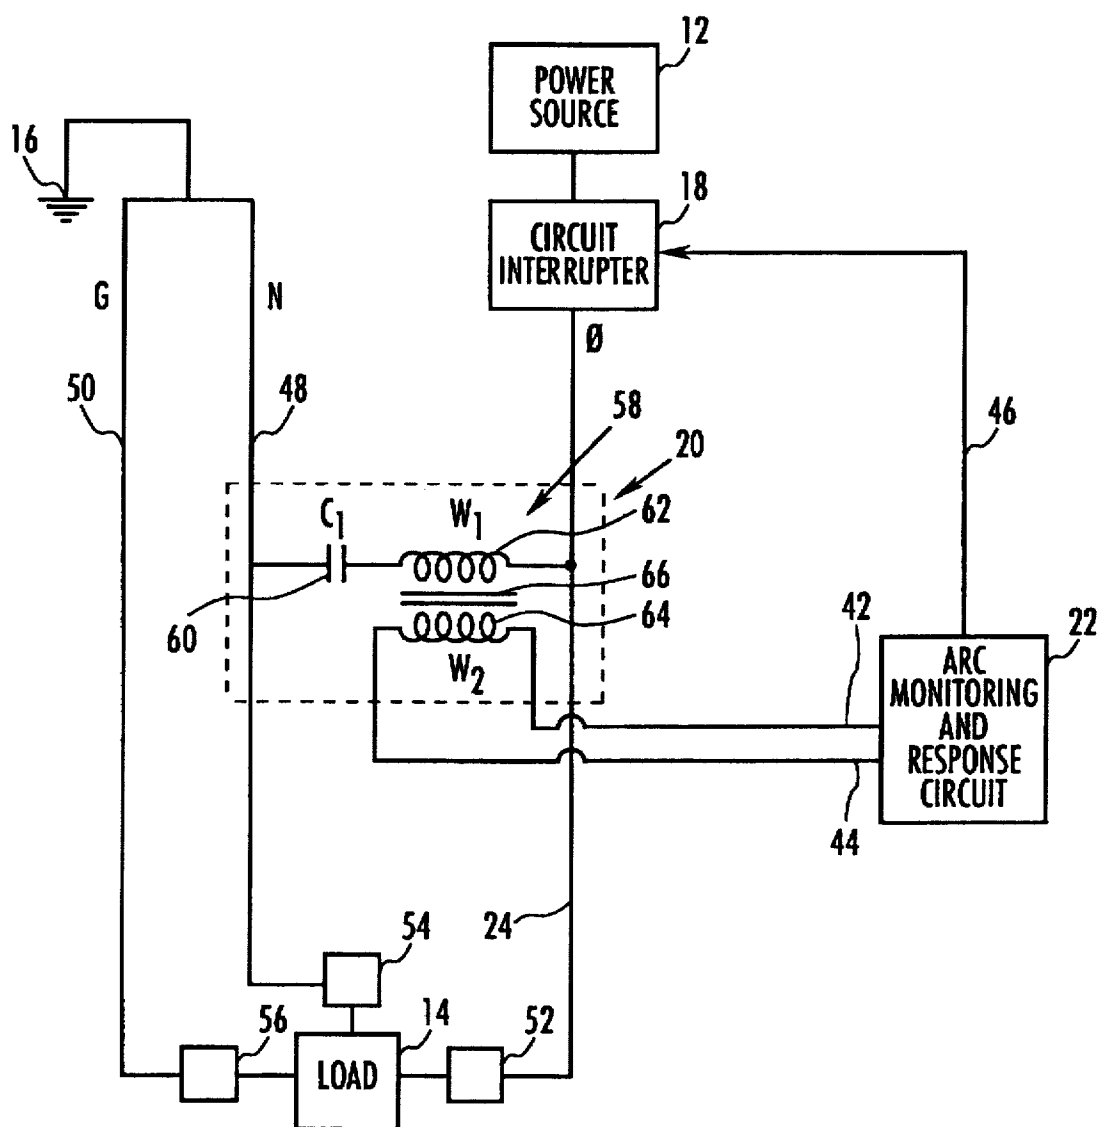 12
POWER
SOURCE
16
18
CIRCUIT
INTERRUPTER
G
N
Ø
50
48
58
46
20
C1
W1
62
66
60
64
W2
42
22
ARC
MONITORING
AND
RESPONSE
CIRCUIT
44
24
54
56
14
52
LOAD